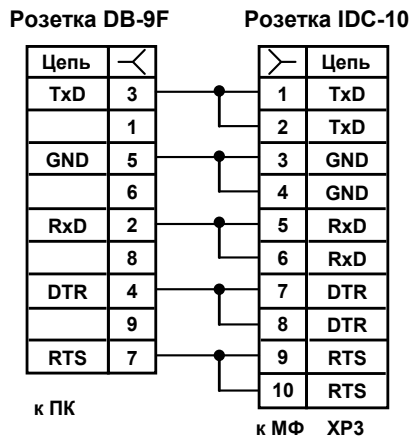 Розетка DB-9F Розетка IDC-10
Цепь Цепь
TxD 3 1 TxD
1 2 TxD
GND 5 3 GND
6 4 GND
RxD 2 5 RxD
8 6 RxD
DTR 4 7 DTR
9 8 DTR
RTS 7 9 RTS
10 RTS
к ПК
к МФ XP3